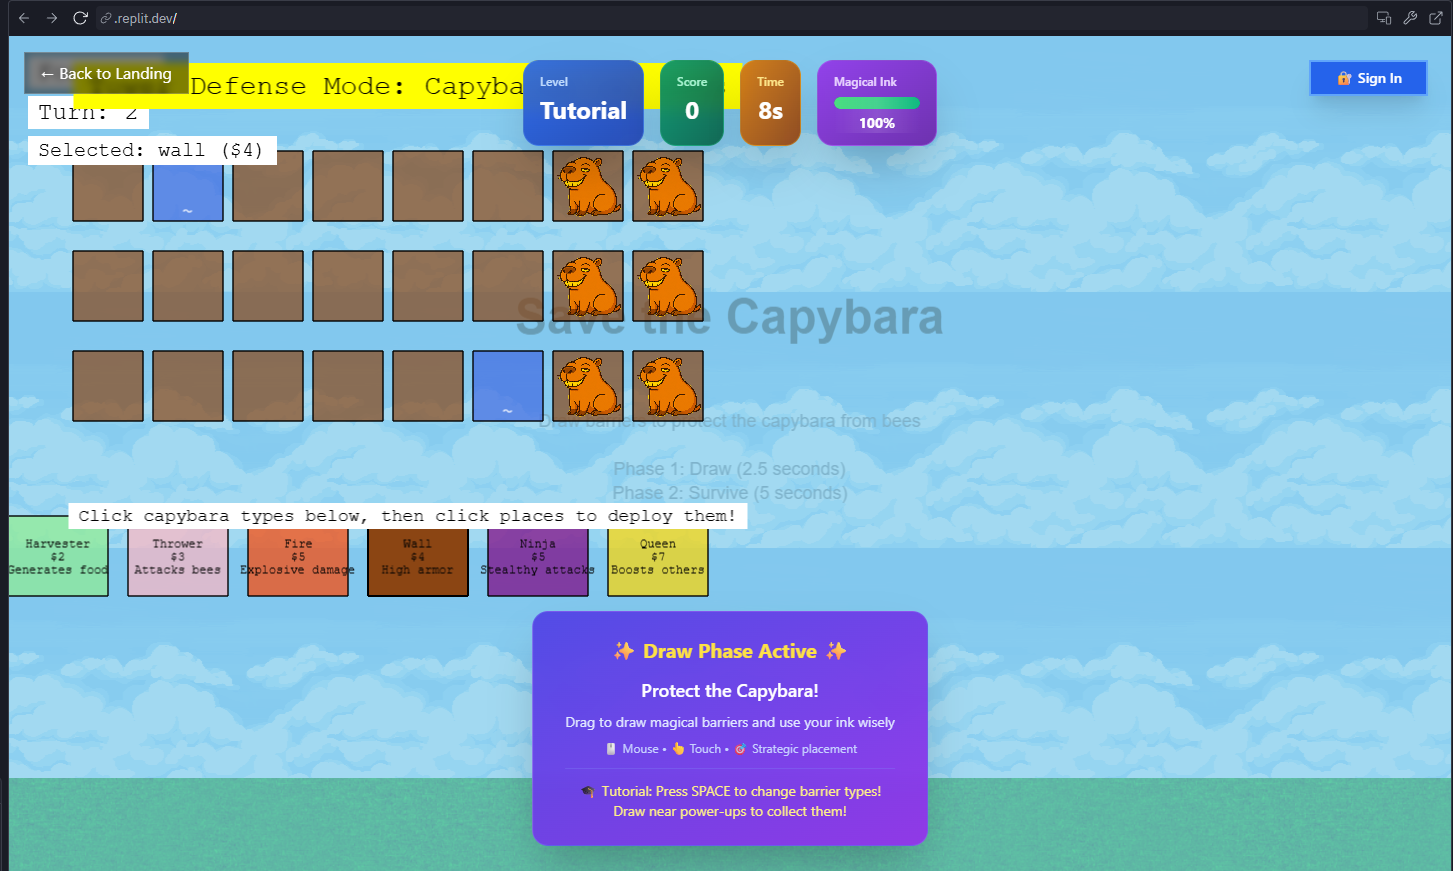 .replit.dev/
← Back to Landing
Defense Mode: Capyba
Level
Tutorial
Score
0
Time
8s
Magical Ink
100%
Sign In
Turn: 2
Selected: wall ($4)
~
Save the Capybara
~
Draw barriers to protect the capybara from bees
Phase 1: Draw (2.5 seconds)
Phase 2: Survive (5 seconds)
Click capybara types below, then click places to deploy them!
Harvester
$2
Generates food
Thrower
$3
Attacks bees
Fire
$5
Explosive damage
Wall
$4
High armor
Ninja
$5
Stealthy attacks
Queen
$7
Boosts others
✨ Draw Phase Active ✨
Protect the Capybara!
Drag to draw magical barriers and use your ink wisely
Mouse • Touch • Strategic placement
Tutorial: Press SPACE to change barrier types!
Draw near power-ups to collect them!